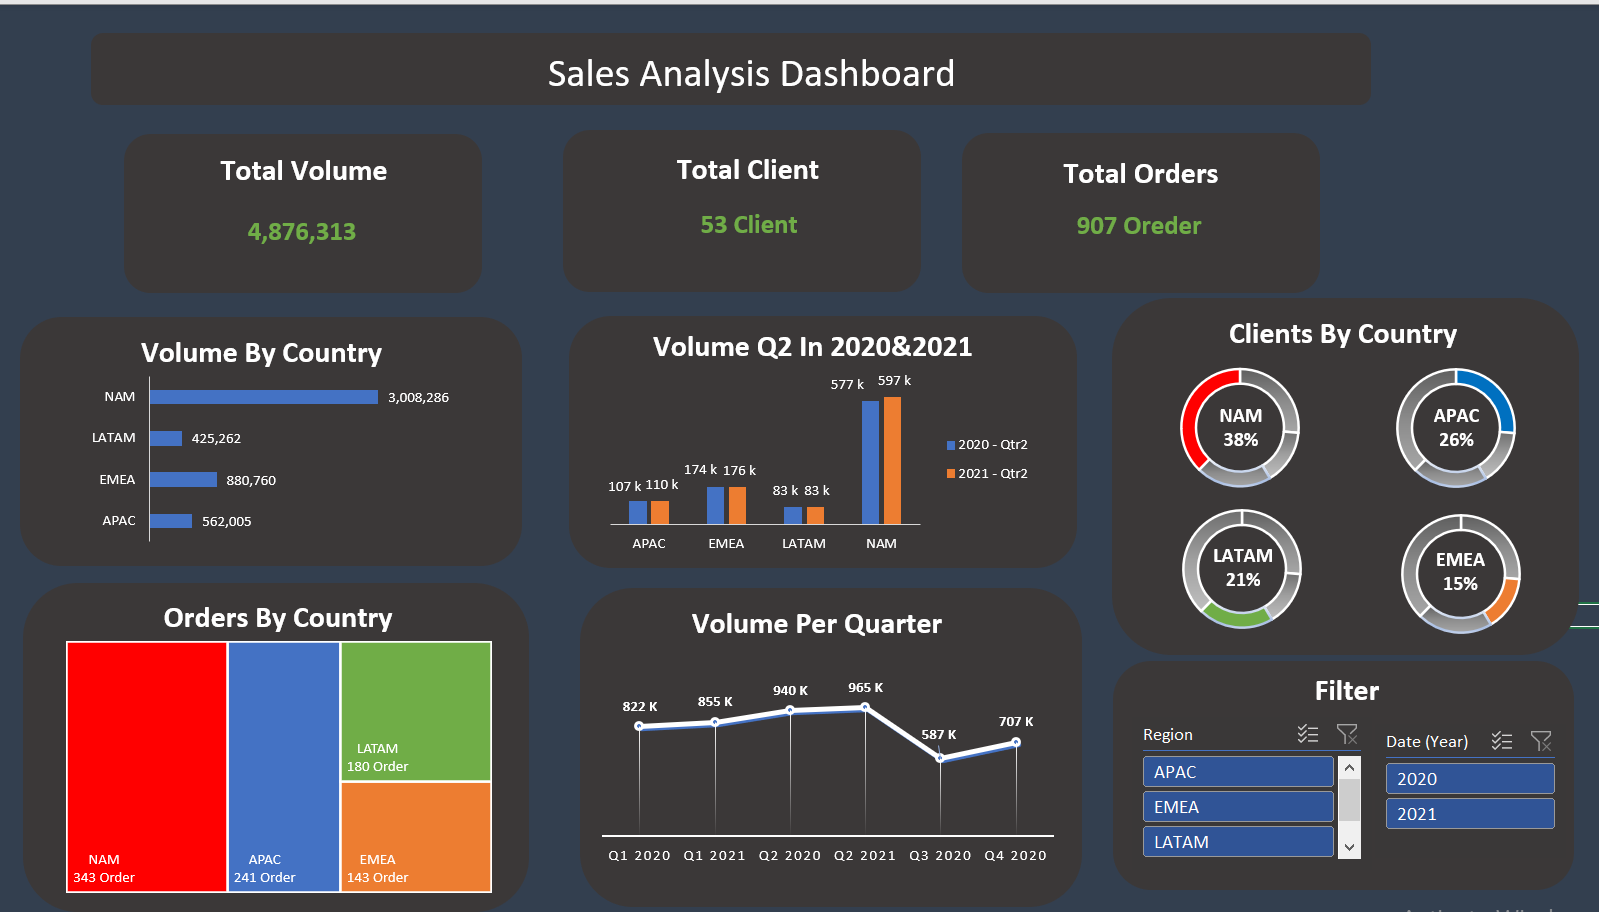 Sales Analysis Dashboard
Total Volume
4,876,313
Total Client
53 Client
Total Orders
907 Oreder
Volume By Country
NAM
3,008,286
LATAM
425,262
EMEA
880,760
APAC
562,005
Volume Q2 In 2020&2021
107 k
110 k
174 k
176 k
83 k
83 k
577 k
597 k
APAC
EMEA
LATAM
NAM
2020 - Qtr2
2021 - Qtr2
Clients By Country
NAM
38%
APAC
26%
LATAM
21%
EMEA
15%
Orders By Country
NAM
343 Order
APAC
241 Order
LATAM
180 Order
EMEA
143 Order
Volume Per Quarter
822 K
855 K
940 K
965 K
587 K
707 K
Q1 2020
Q1 2021
Q2 2020
Q2 2021
Q3 2020
Q4 2020
Filter
Region
APAC
EMEA
LATAM
Date (Year)
2020
2021